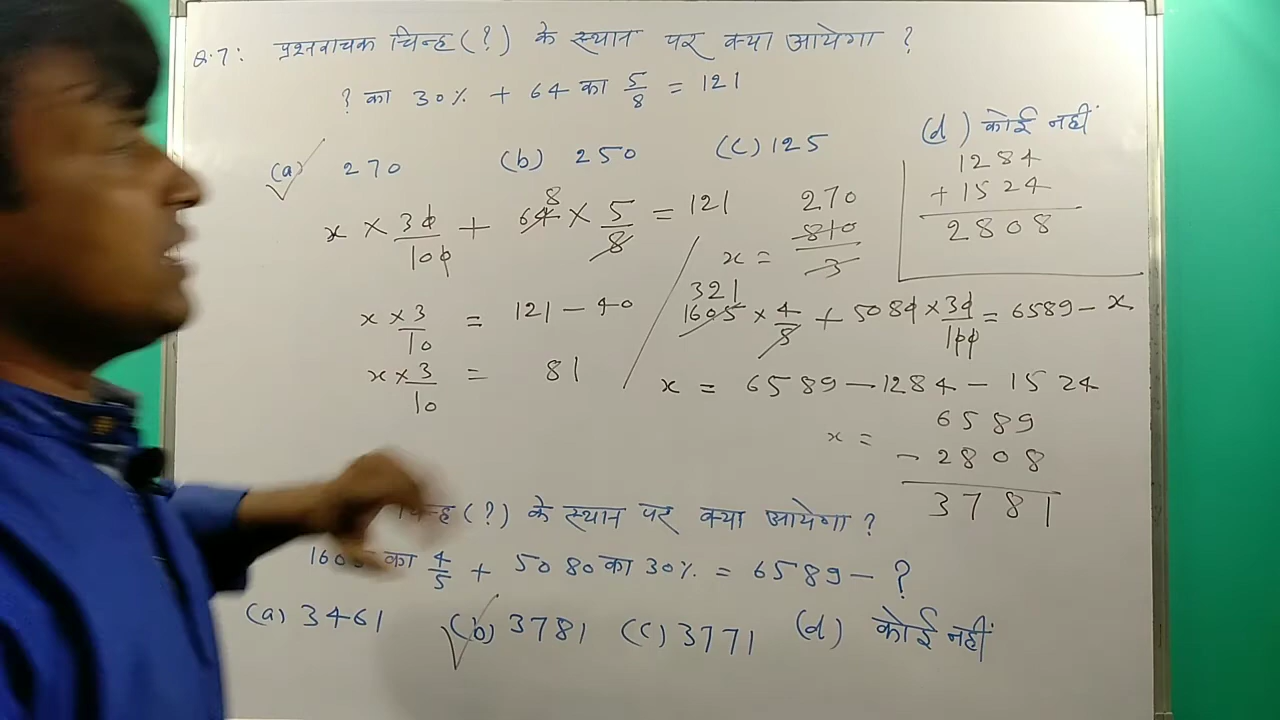 Q.7: प्रश्नवाचक चिन्ह (?) के स्थान पर क्या आयेगा ?
? का 30% + 64 का 5/8 = 121
(a) 270 (b) 250 (c) 125 (d) कोई नहीं
x × 30/100 + 64 × 5/8 = 121
8
x × 3/10 = 121 - 40
x × 3/10 = 81
270
x = 810/3
1284
+ 1524
2808
321
1605 × 4/5 + 5080 × 30/100 = 6589 - x
x = 6589 - 1284 - 1524
x = 6589
- 2808
3781
चिन्ह (?) के स्थान पर क्या आयेगा ?
1605 का 4/5 + 5080 का 30% = 6589 - ?
(a) 3461 (b) 3781 (c) 3771 (d) कोई नहीं